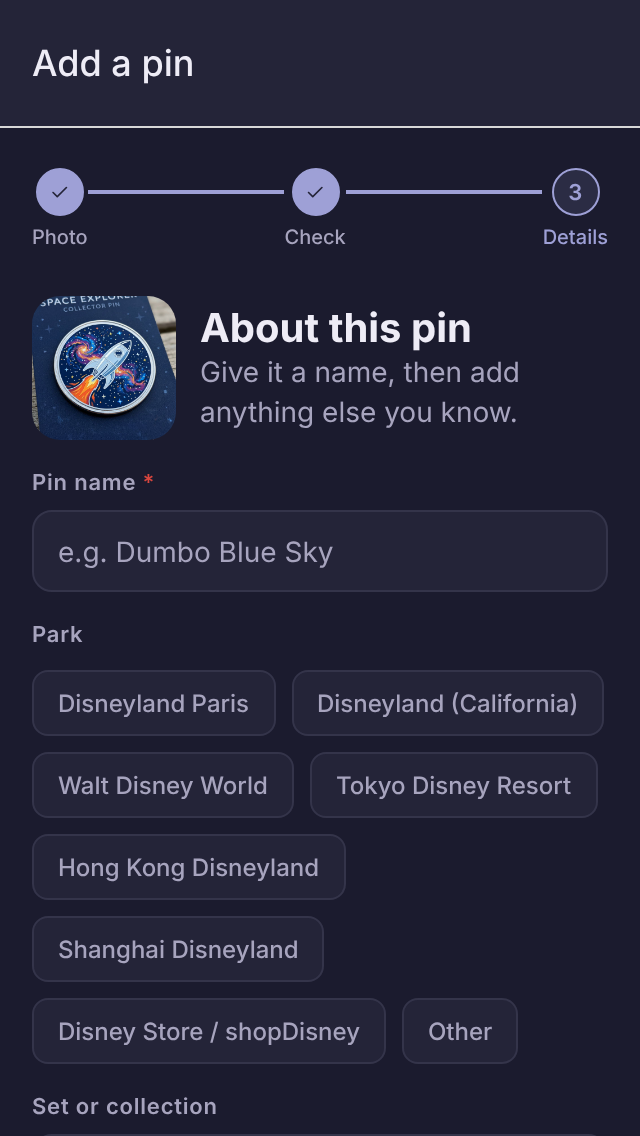 Add a pin
3
Photo
Check
Details
SPACE EXPLORER
COLLECTOR PIN
About this pin
Give it a name, then add
anything else you know.
Pin name *
e.g. Dumbo Blue Sky
Park
Disneyland Paris
Disneyland (California)
Walt Disney World
Tokyo Disney Resort
Hong Kong Disneyland
Shanghai Disneyland
Disney Store / shopDisney
Other
Set or collection